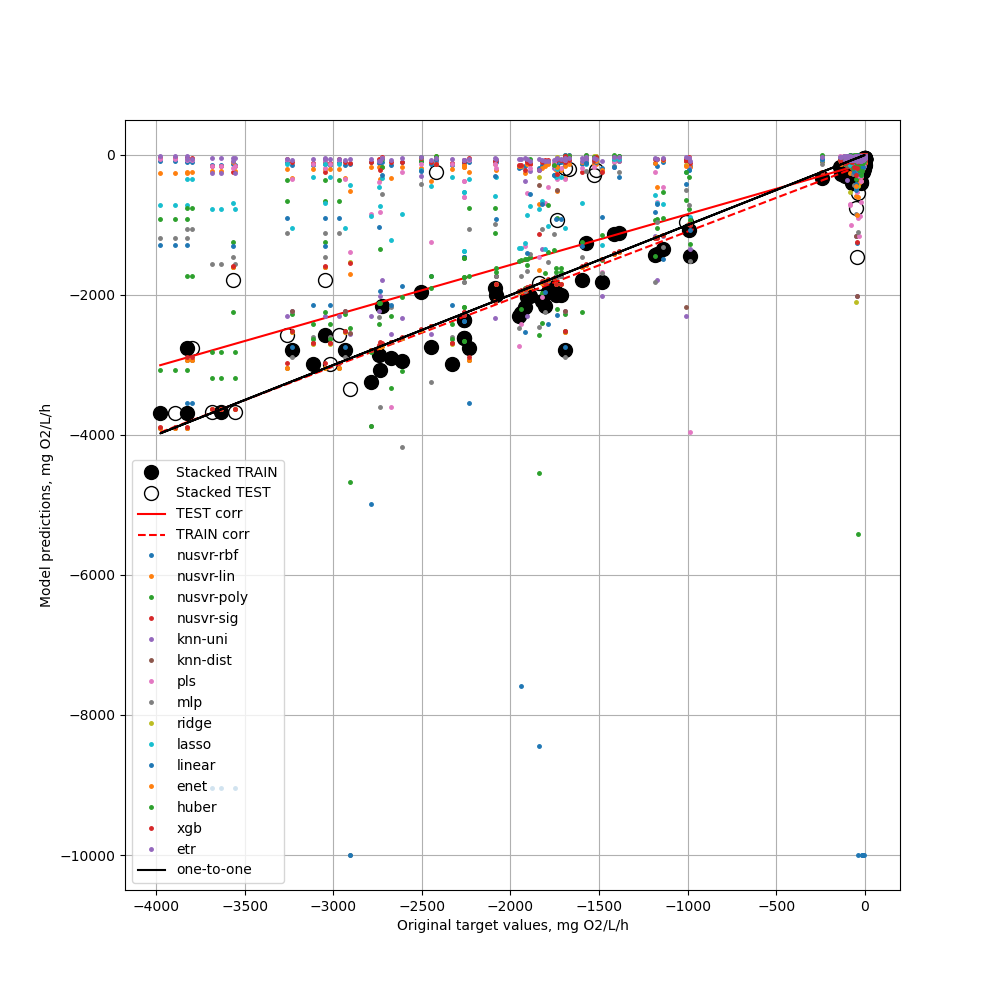 0
−2000
−4000
−6000
−8000
−10000
Model predictions, mg O2/L/h
Stacked TRAIN
Stacked TEST
TEST corr
TRAIN corr
nusvr-rbf
nusvr-lin
nusvr-poly
nusvr-sig
knn-uni
knn-dist
pls
mlp
ridge
lasso
linear
enet
huber
xgb
etr
one-to-one
−4000 −3500 −3000 −2500 −2000 −1500 −1000 −500 0
Original target values, mg O2/L/h